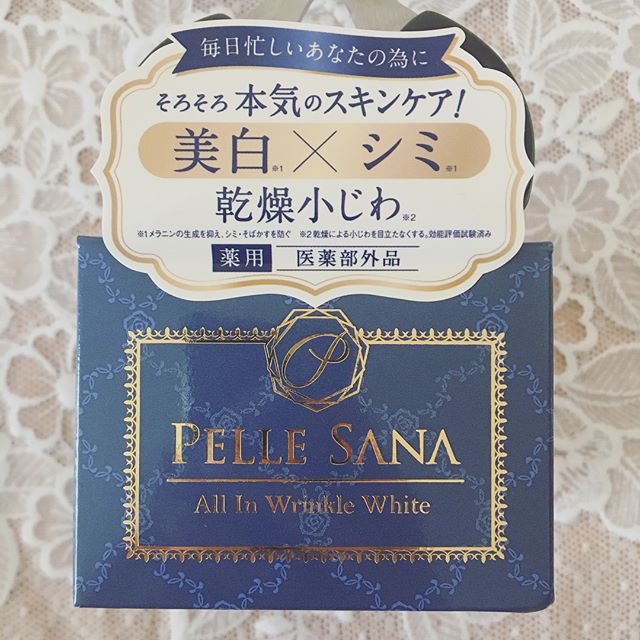 毎日忙しいあなたの為に
そろそろ 本気のスキンケア!
美白※1 × シミ※1
乾燥小じわ※2
※1メラニンの生成を抑え、シミ・そばかすを防ぐ ※2乾燥による小じわを目立たなくする。効能評価試験済み
薬用 医薬部外品
P
PELLE SANA
All In Wrinkle White